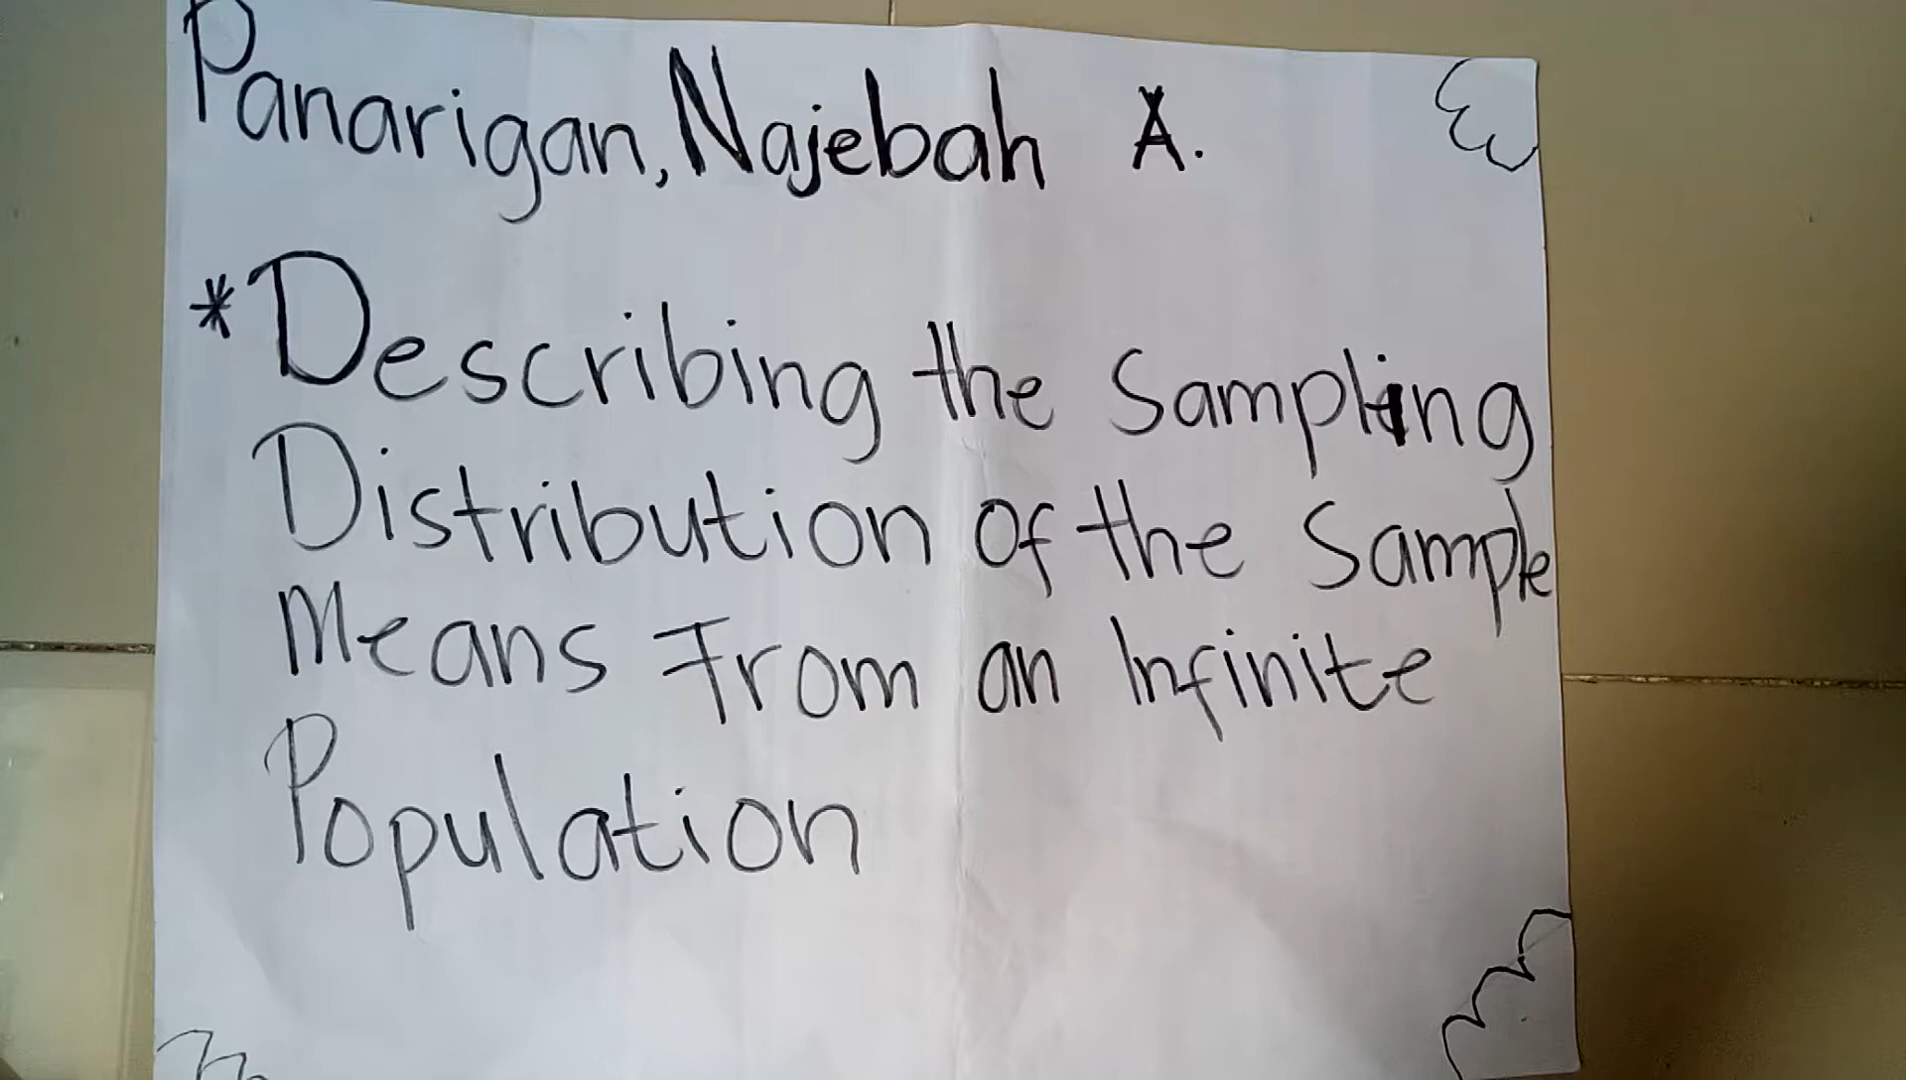 Panarigan, Najebah A.
*Describing the Sampling
Distribution Of the Sample
Means From an Infinite
Population